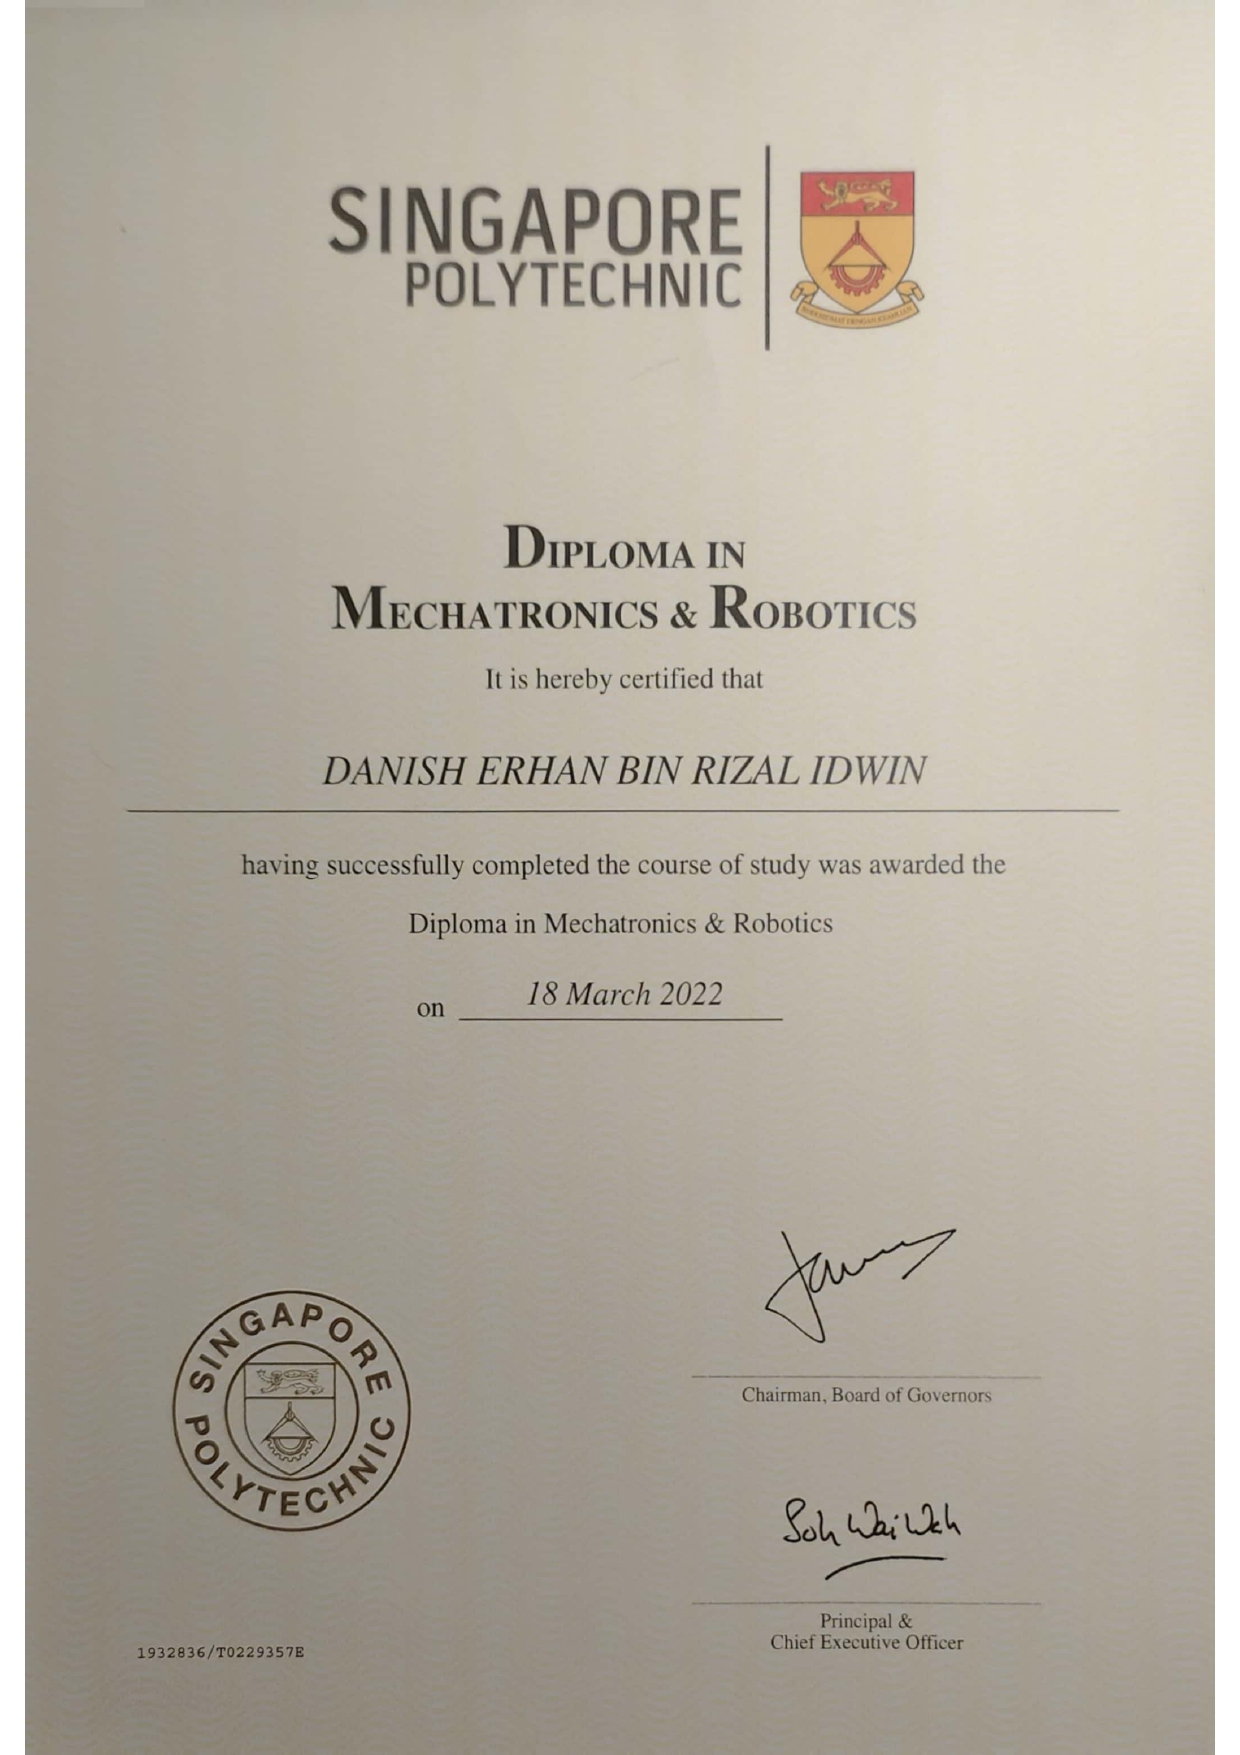 SINGAPORE
POLYTECHNIC
DIPLOMA IN
MECHATRONICS & ROBOTICS
It is hereby certified that
DANISH ERHAN BIN RIZAL IDWIN
having successfully completed the course of study was awarded the
Diploma in Mechatronics & Robotics
on 18 March 2022
Chairman, Board of Governors
SINGAPORE POLYTECHNIC
Soh Wai Wah
Principal &
Chief Executive Officer
1932836/T0229357E